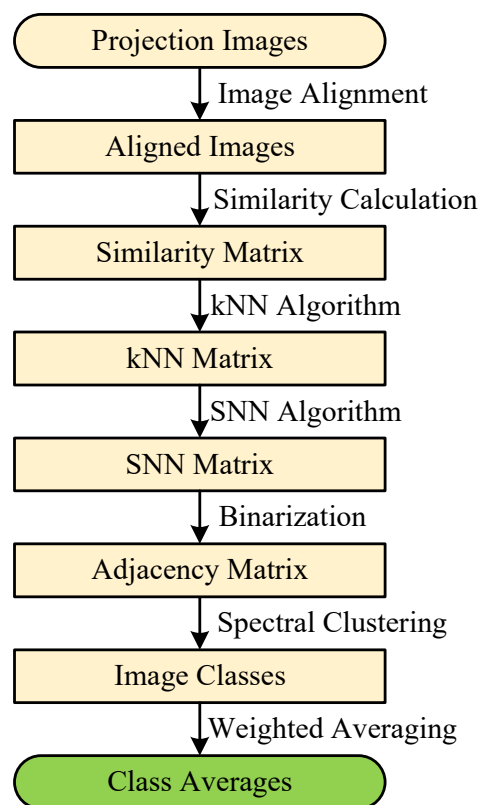 Projection Images
Image Alignment
Aligned Images
Similarity Calculation
Similarity Matrix
kNN Algorithm
kNN Matrix
SNN Algorithm
SNN Matrix
Binarization
Adjacency Matrix
Spectral Clustering
Image Classes
Weighted Averaging
Class Averages